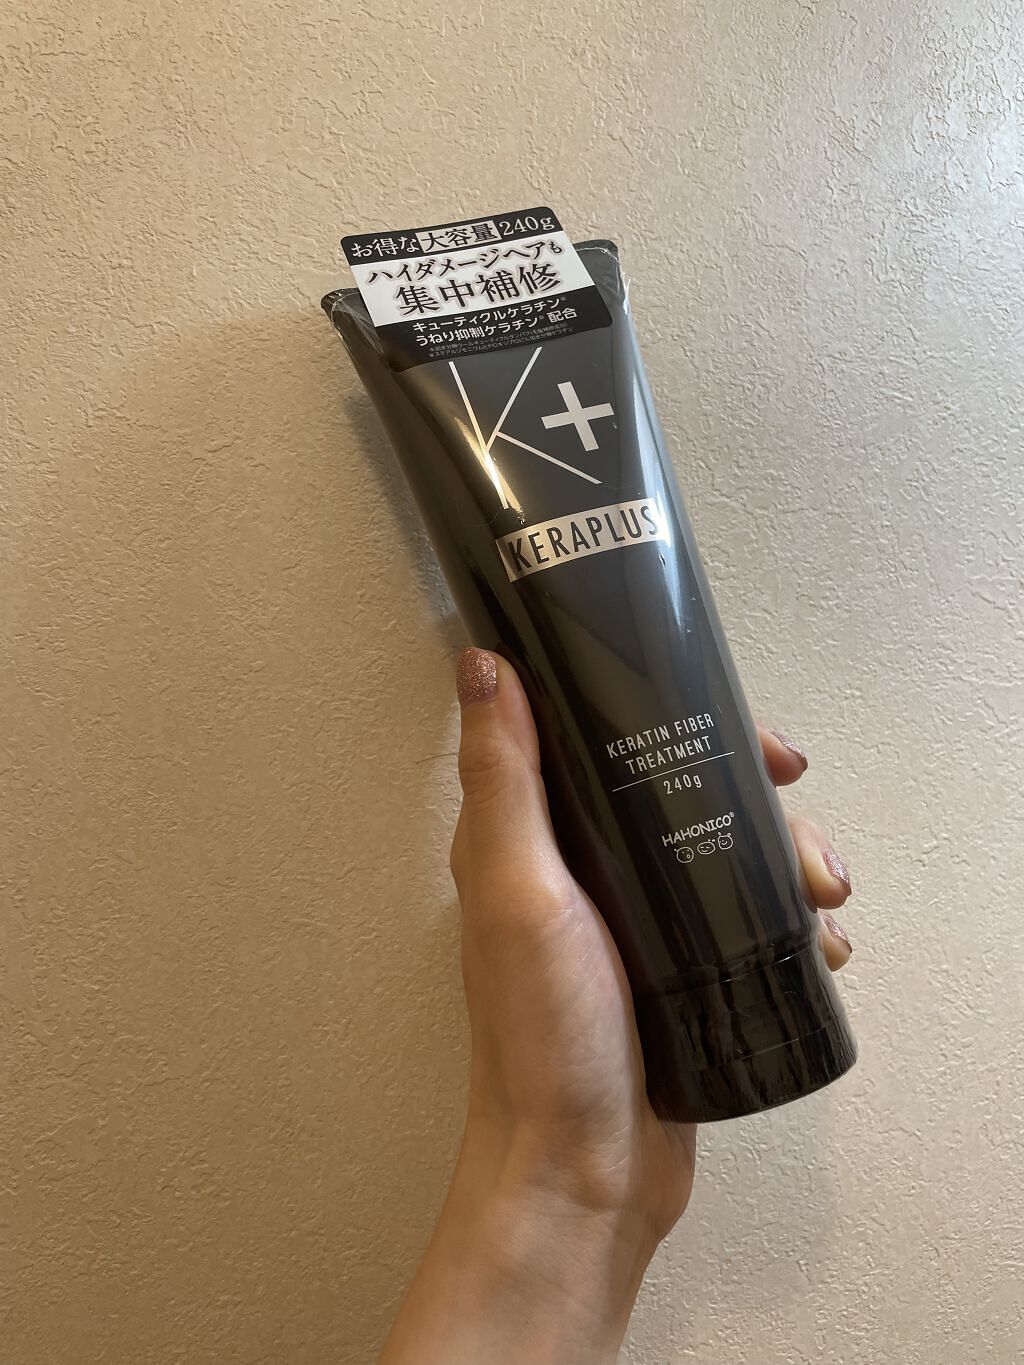 お得な大容量240g
ハイダメージヘアも
集中補修
キューティクルケラチン※
うねり抑制ケラチン※配合
K+
KERAPLUS
KERATIN FIBER
TREATMENT
240g
HAHONICO®